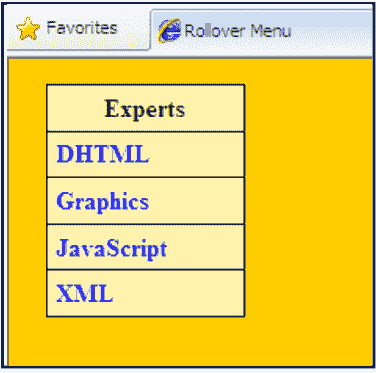 Favorites Rollover Menu
Experts
DHTML
Graphics
JavaScript
XML